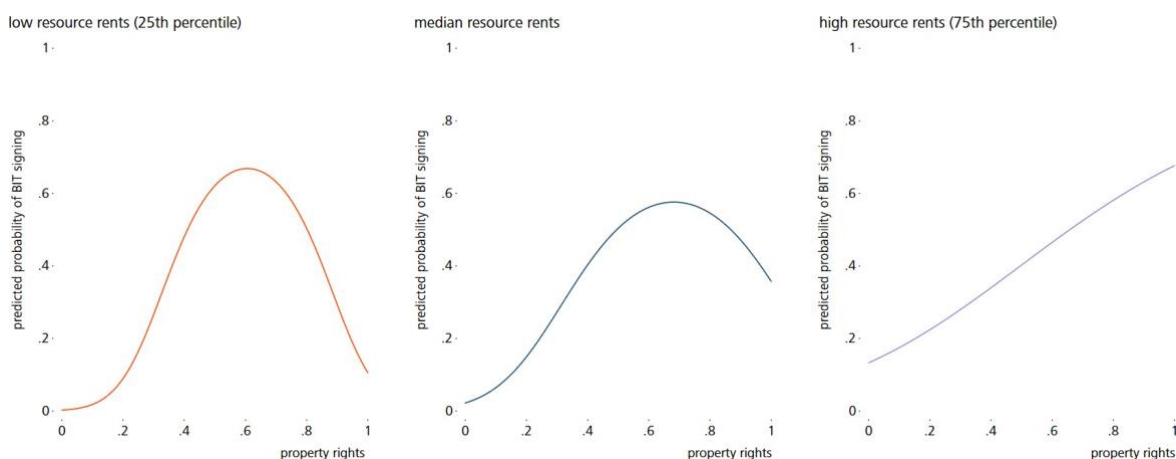 low resource rents (25th percentile)
1
.8
.6
.4
.2
0
predicted probability of BIT signing
0 .2 .4 .6 .8 1
property rights
median resource rents
1
.8
.6
.4
.2
0
predicted probability of BIT signing
0 .2 .4 .6 .8 1
property rights
high resource rents (75th percentile)
1
.8
.6
.4
.2
0
predicted probability of BIT signing
0 .2 .4 .6 .8 1
property rights